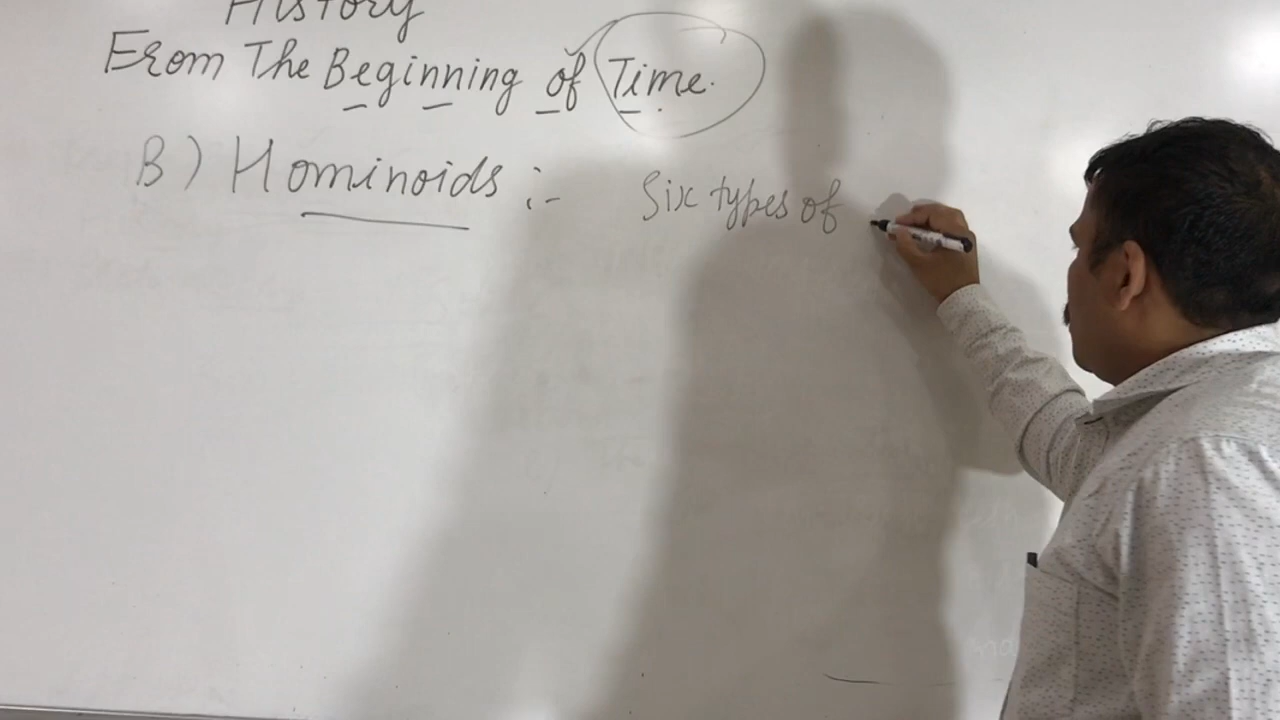 History
From The Beginning of Time.
B) Hominoids :- Six types of